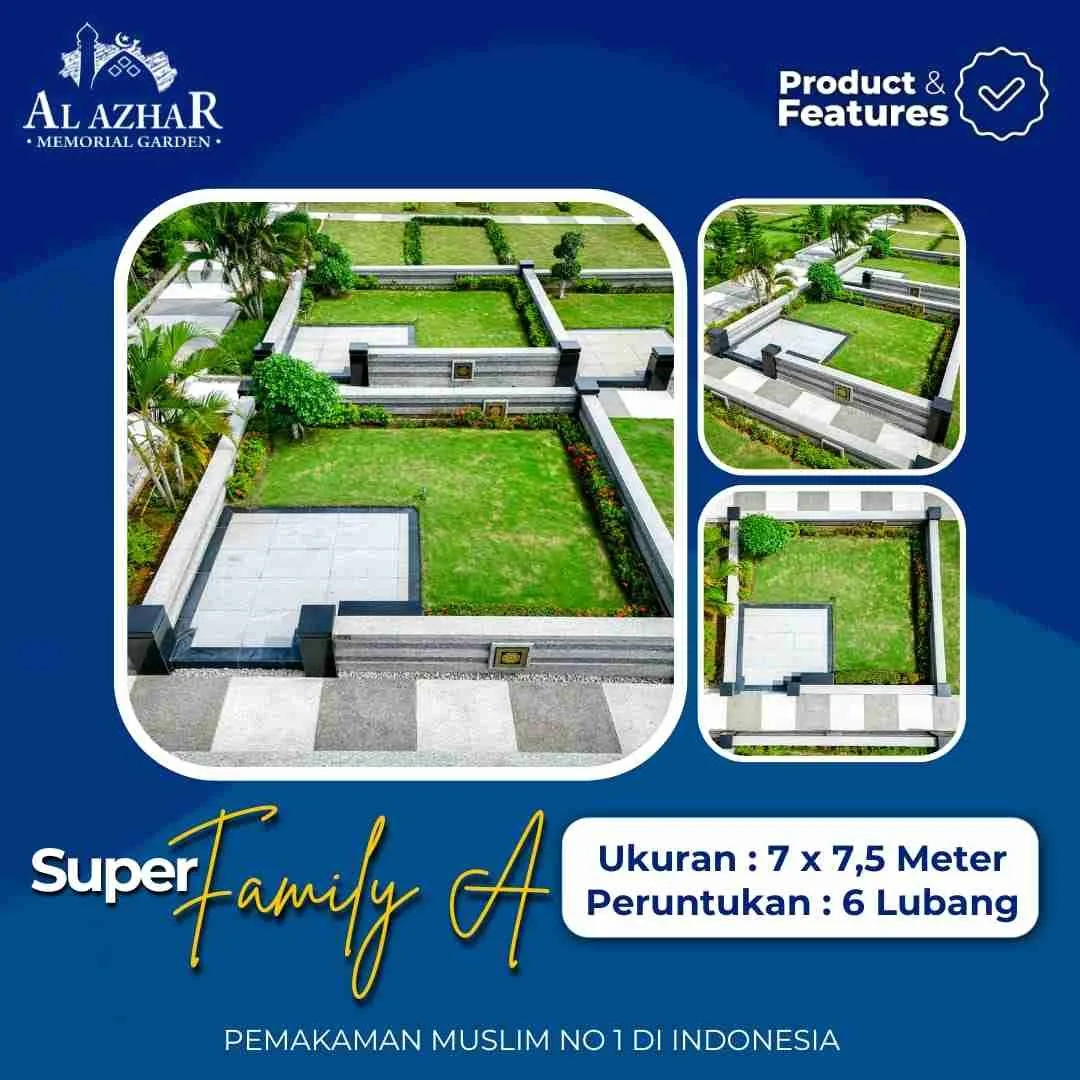 AL AZHAR
• MEMORIAL GARDEN •
Product &
Features
Super Family A
Ukuran : 7 x 7,5 Meter
Peruntukan : 6 Lubang
PEMAKAMAN MUSLIM NO 1 DI INDONESIA